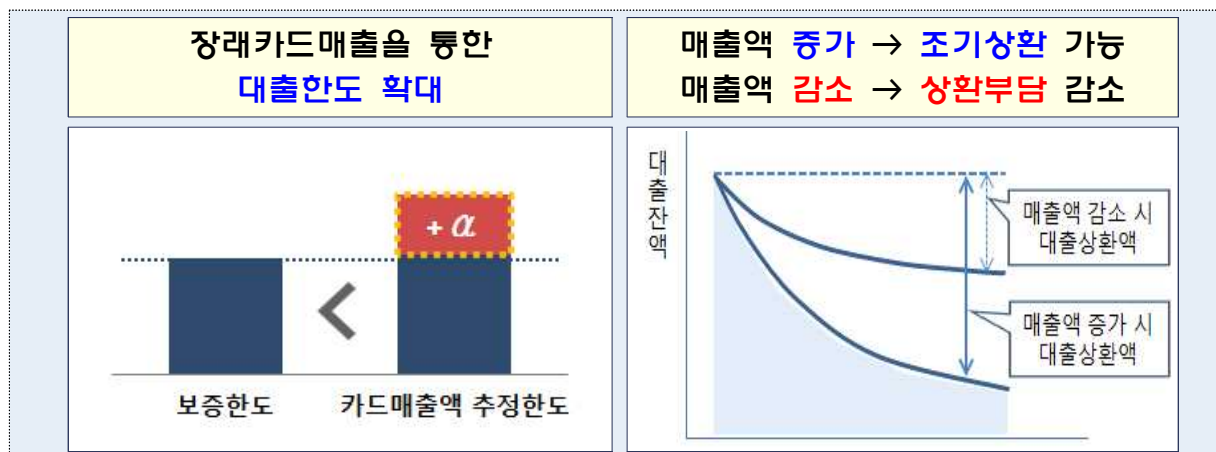 장래카드매출을 통한
대출한도 확대
+ α
<
보증한도
카드매출액 추정한도
매출액 증가 → 조기상환 가능
매출액 감소 → 상환부담 감소
대
출
잔
액
매출액 감소 시
대출상환액
매출액 증가 시
대출상환액